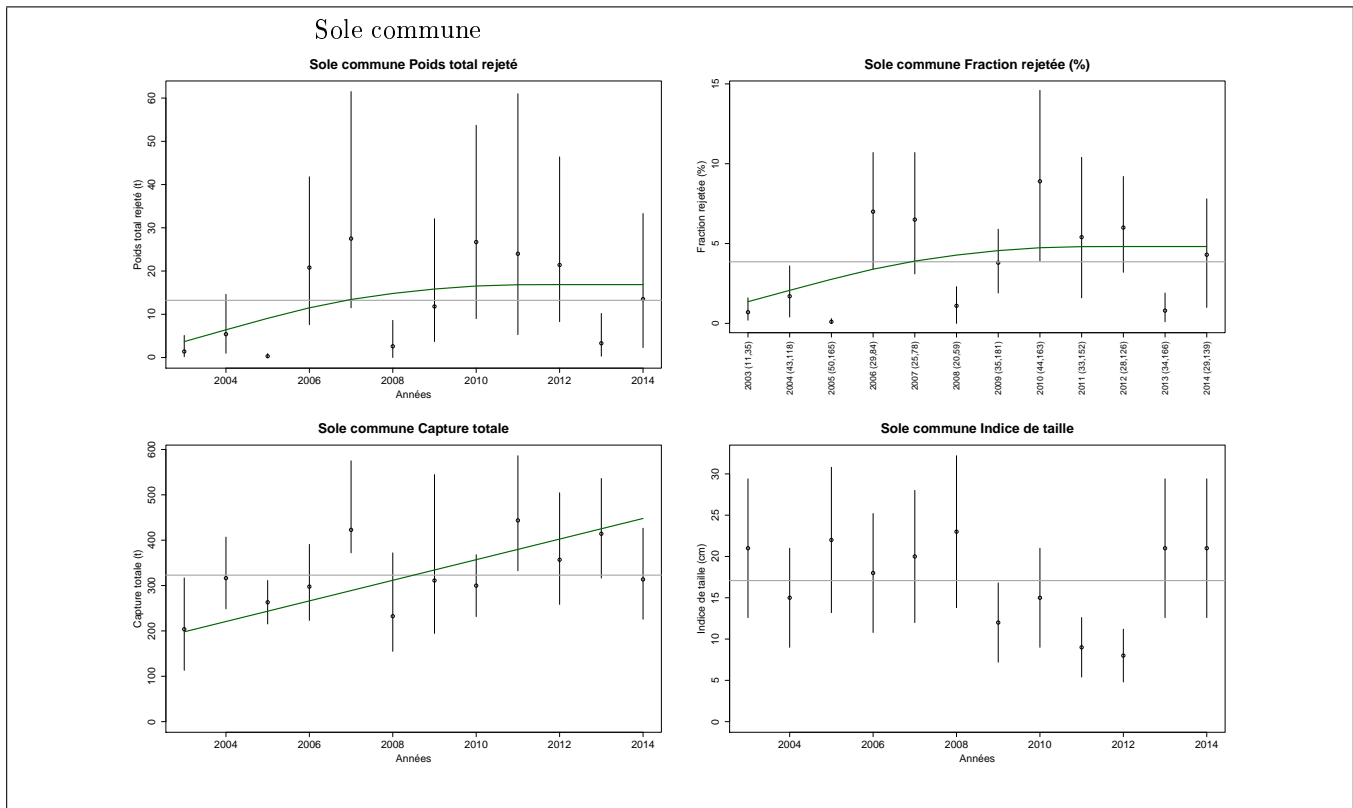 Sole commune
Sole commune Poids total rejeté
Poids total rejeté (t)
0 10 20 30 40 50 60
2004 2006 2008 2010 2012 2014
Années
Sole commune Fraction rejetée (%)
Fraction rejetée (%)
0 5 10 15
2003 (11,35)
2004 (43,118)
2005 (50,165)
2006 (29,84)
2007 (25,78)
2008 (20,59)
2009 (35,181)
2010 (44,163)
2011 (33,152)
2012 (28,126)
2013 (34,166)
2014 (29,139)
Sole commune Capture totale
Capture totale (t)
0 100 200 300 400 500 600
2004 2006 2008 2010 2012 2014
Années
Sole commune Indice de taille
Indice de taille (cm)
0 5 10 15 20 25 30
2004 2006 2008 2010 2012 2014
Années